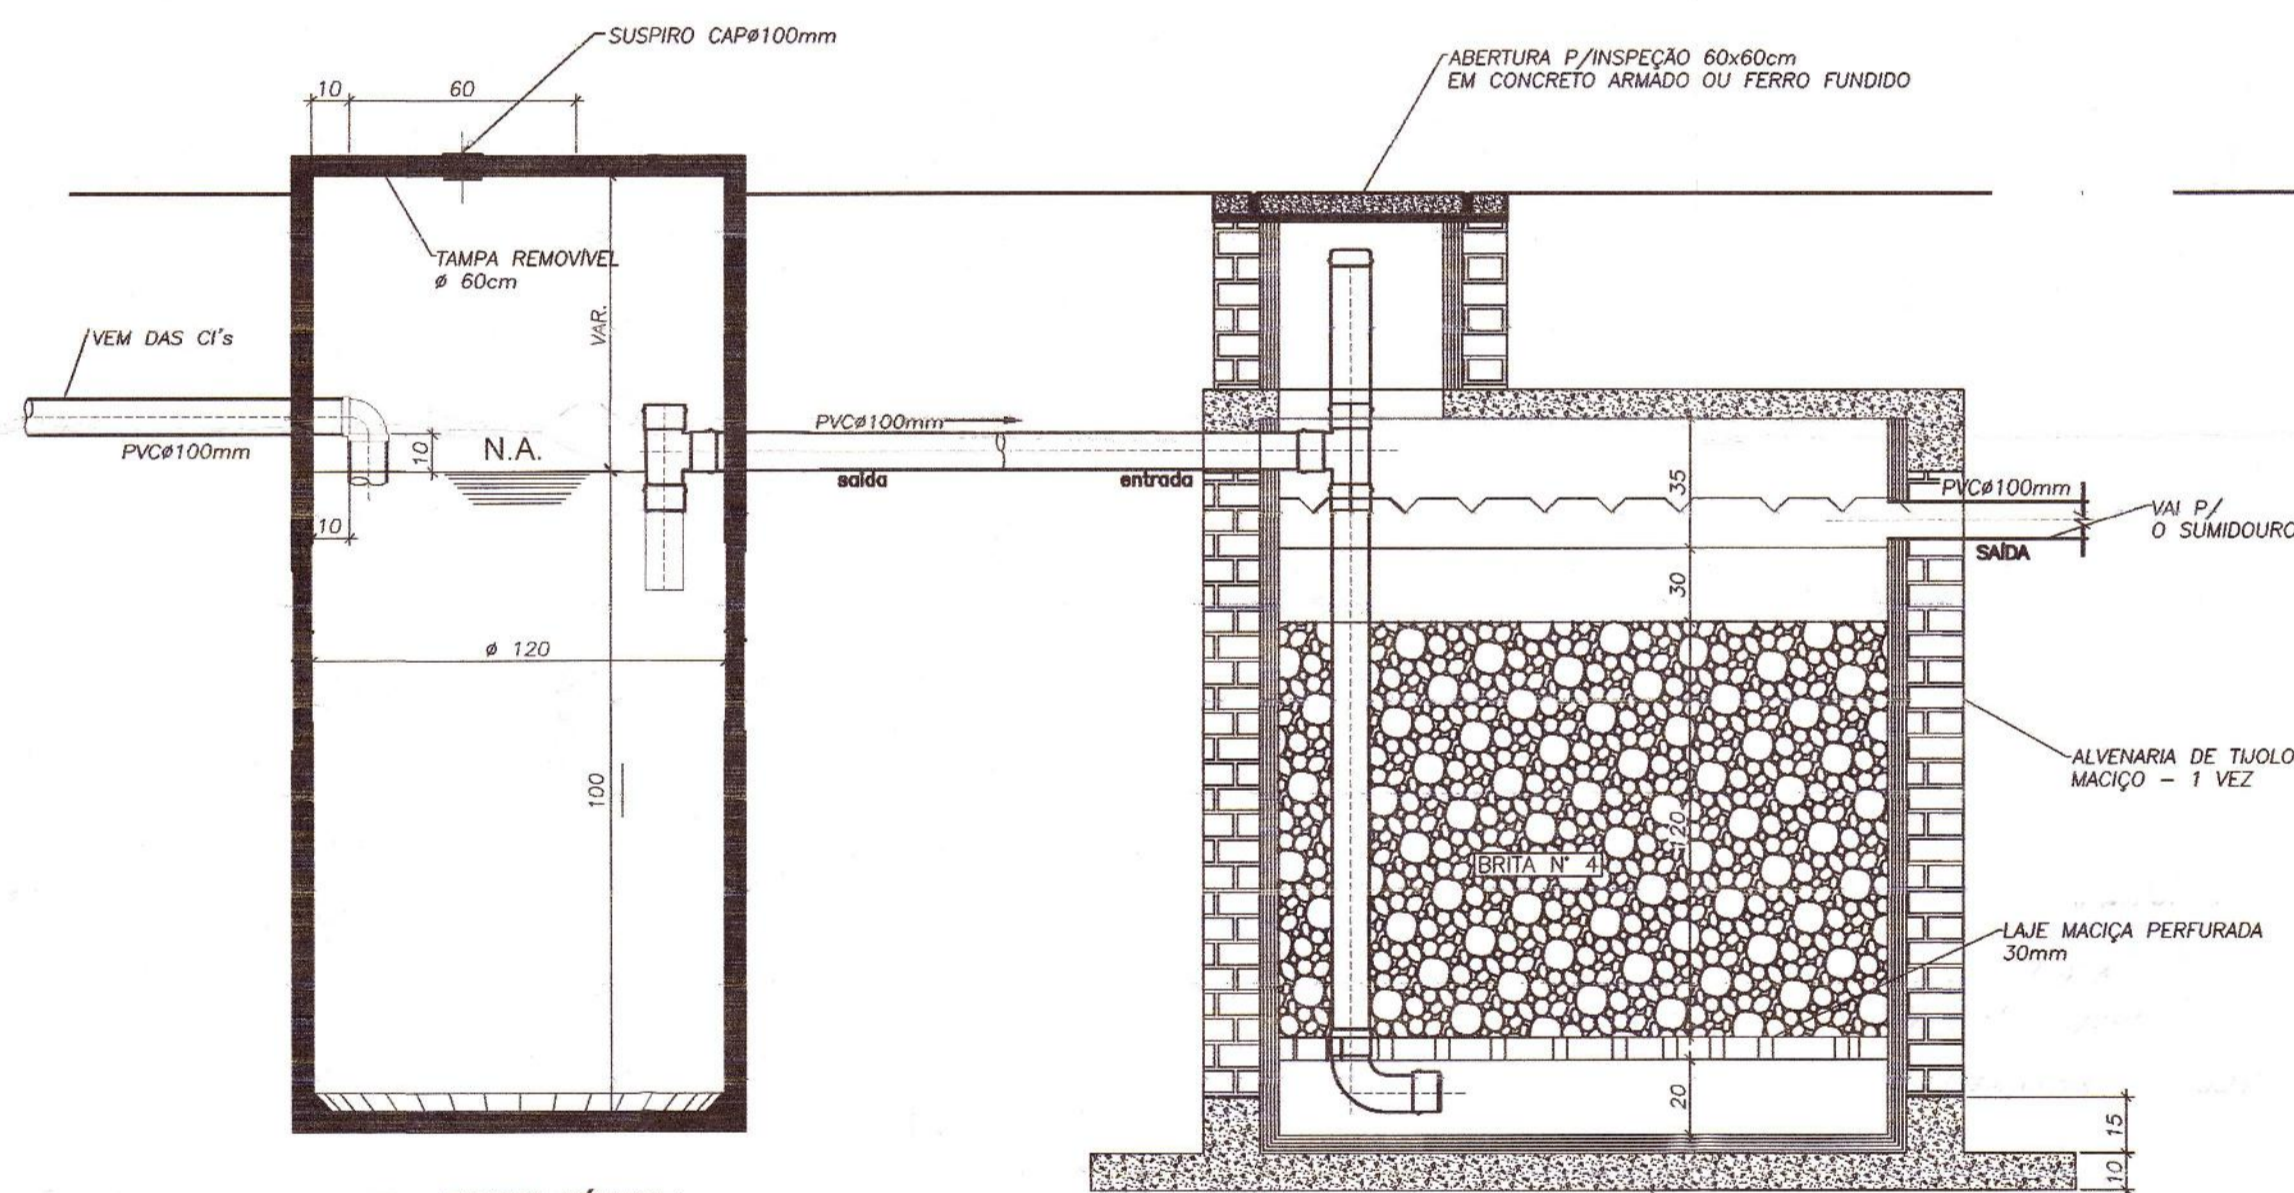 SUSPIRO CAPø100mm
10
60
ABERTURA P/INSPEÇÃO 60x60cm
EM CONCRETO ARMADO OU FERRO FUNDIDO
TAMPA REMOVÍVEL
ø 60cm
VAR.
VEM DAS CI's
PVCø100mm
10
N.A.
10
PVCø100mm
saída
entrada
35
PVCø100mm
VAI P/
O SUMIDOURO
SAÍDA
30
ø 120
100
ALVENARIA DE TIJOLO
MACIÇO – 1 VEZ
120
BRITA N° 4
LAJE MACIÇA PERFURADA
30mm
20
15
10